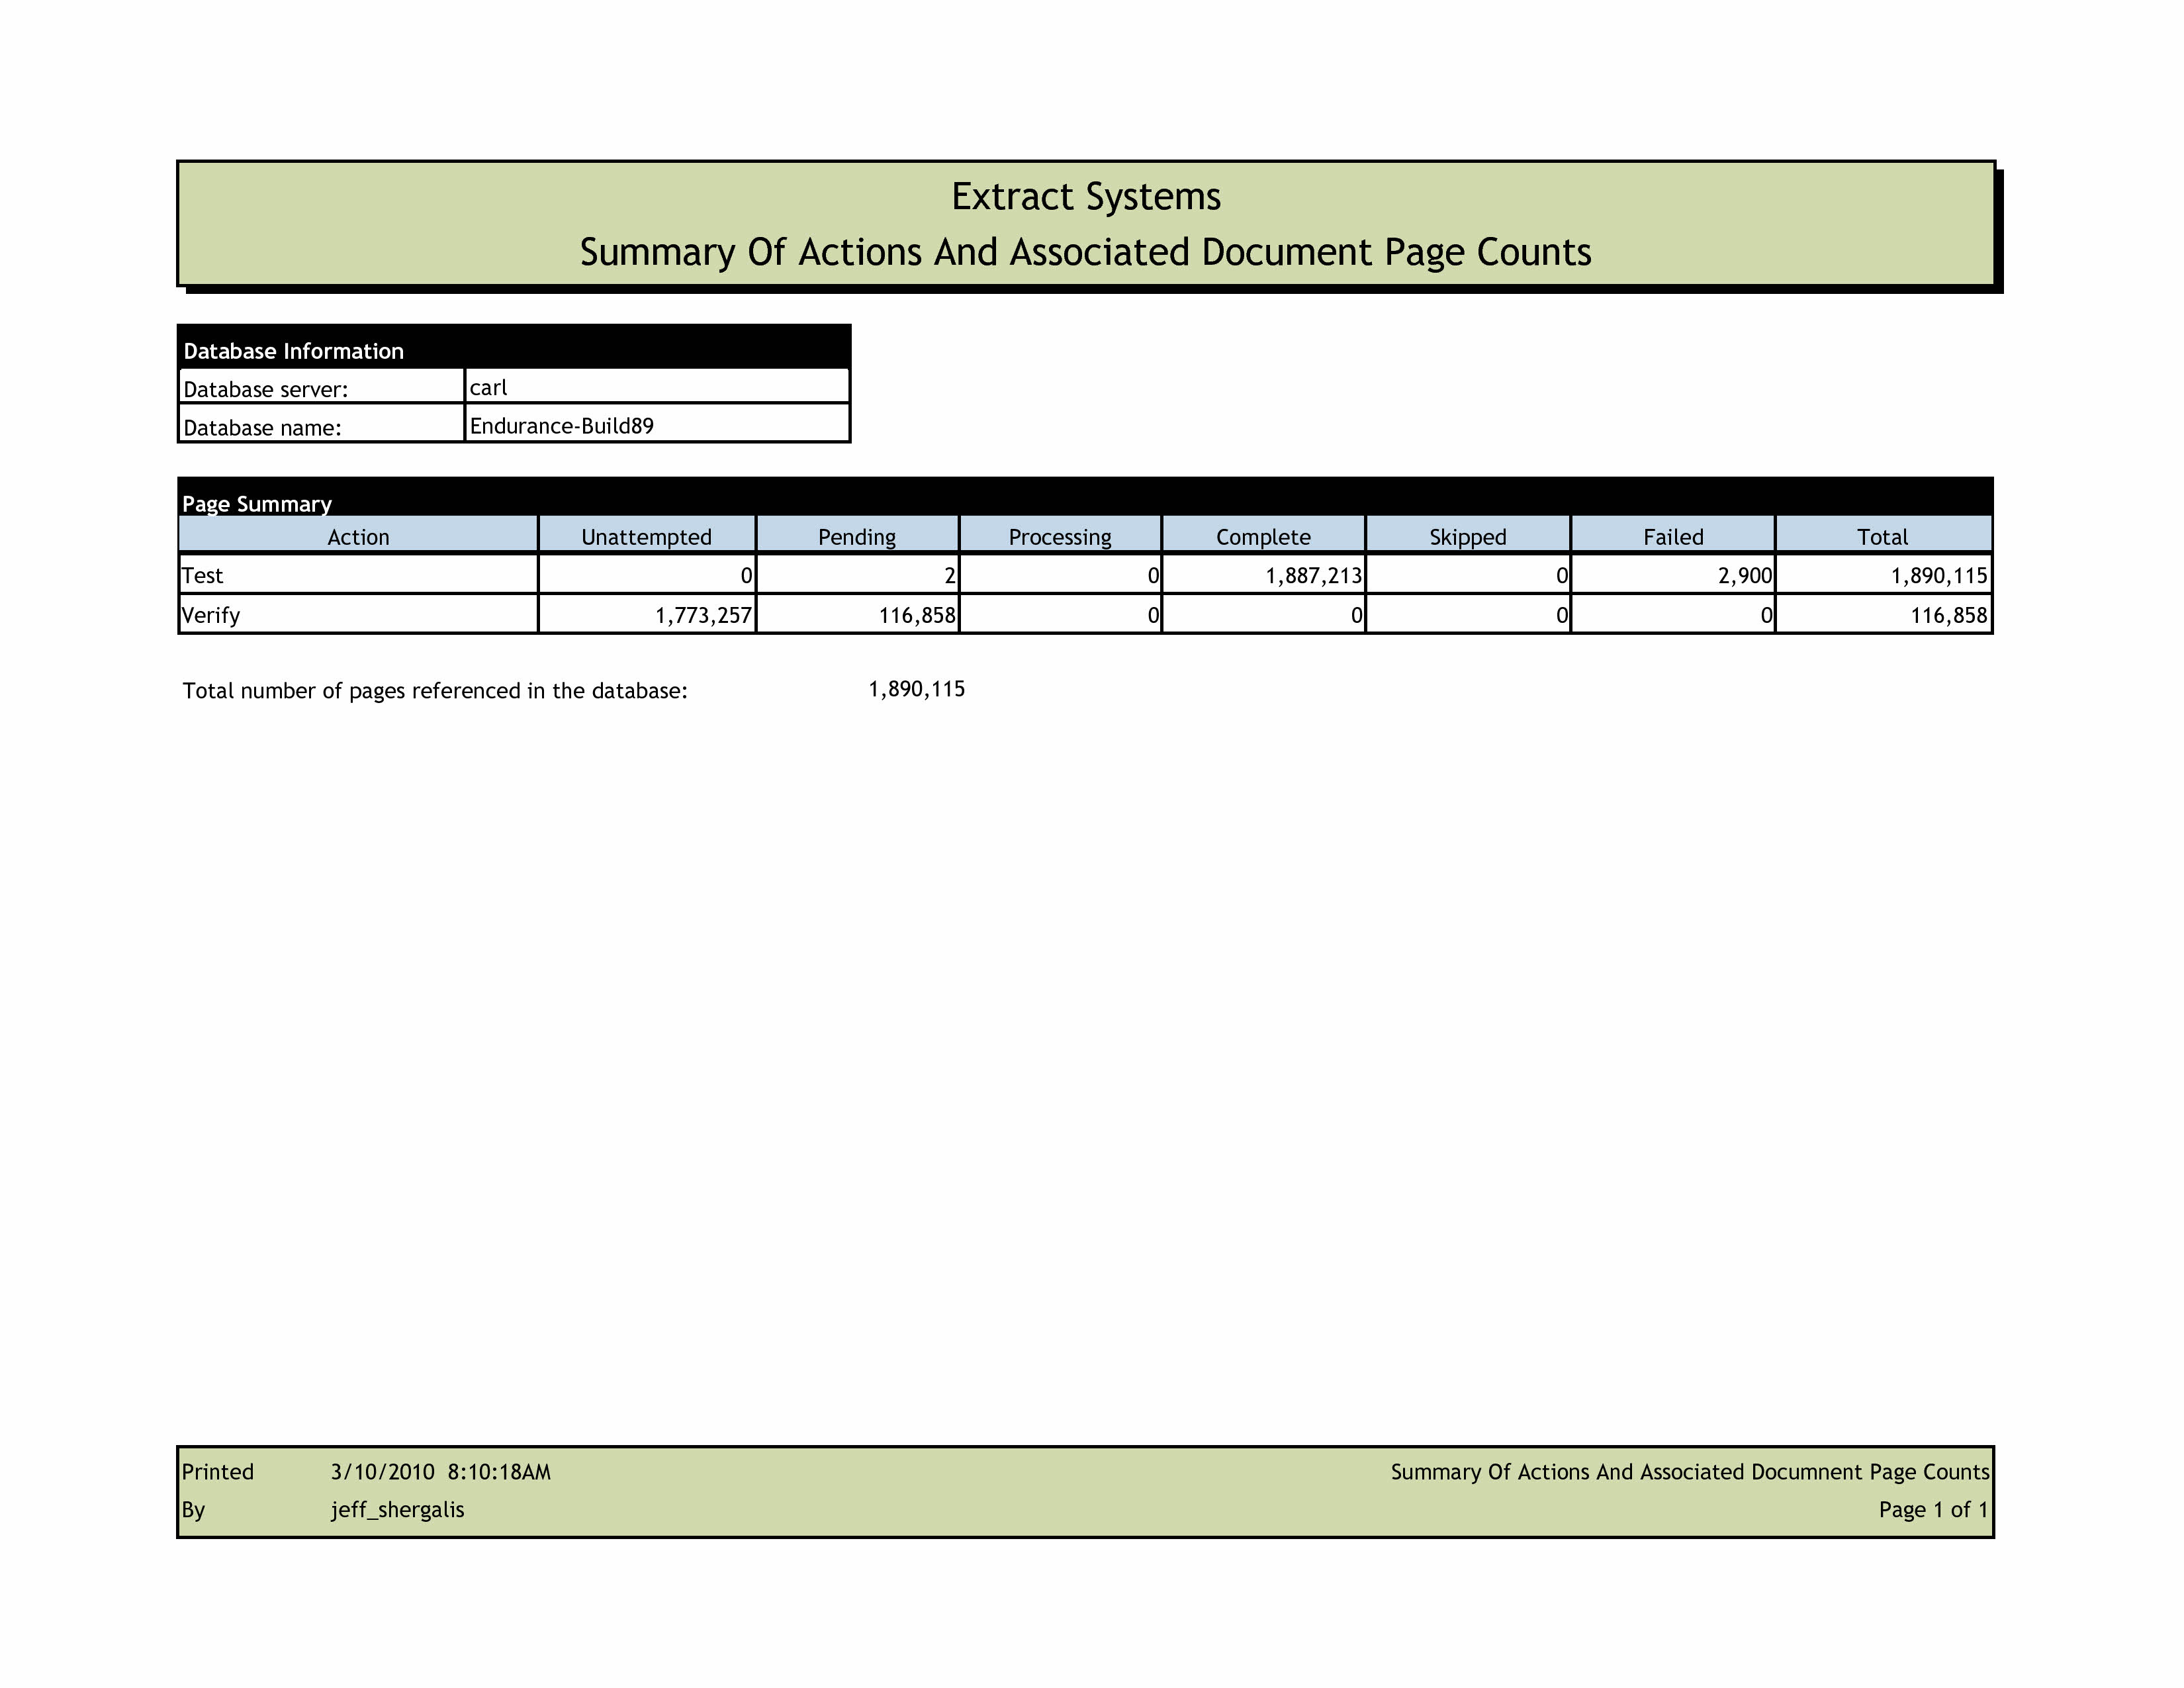 Extract Systems
Summary Of Actions And Associated Document Page Counts
Database Information
Database server: carl
Database name: Endurance-Build89
Page Summary
Action Unattempted Pending Processing Complete Skipped Failed Total
Test 0 2 0 1,887,213 0 2,900 1,890,115
Verify 1,773,257 116,858 0 0 0 0 116,858
Total number of pages referenced in the database: 1,890,115
Printed 3/10/2010 8:10:18AM Summary Of Actions And Associated Documnent Page Counts
By jeff_shergalis Page 1 of 1